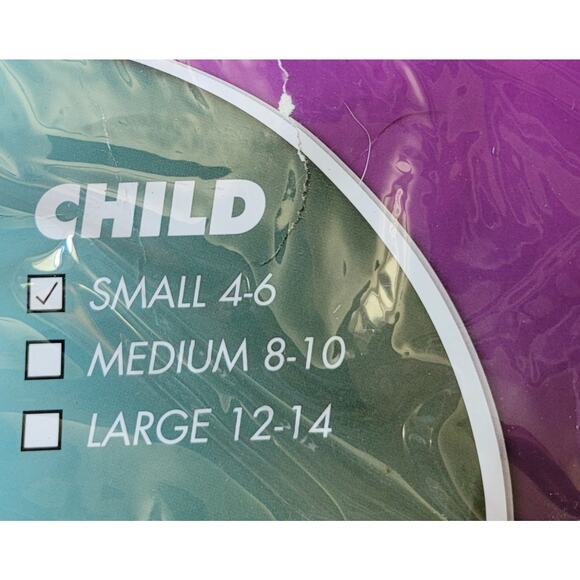 CHILD
SMALL 4-6
MEDIUM 8-10
LARGE 12-14